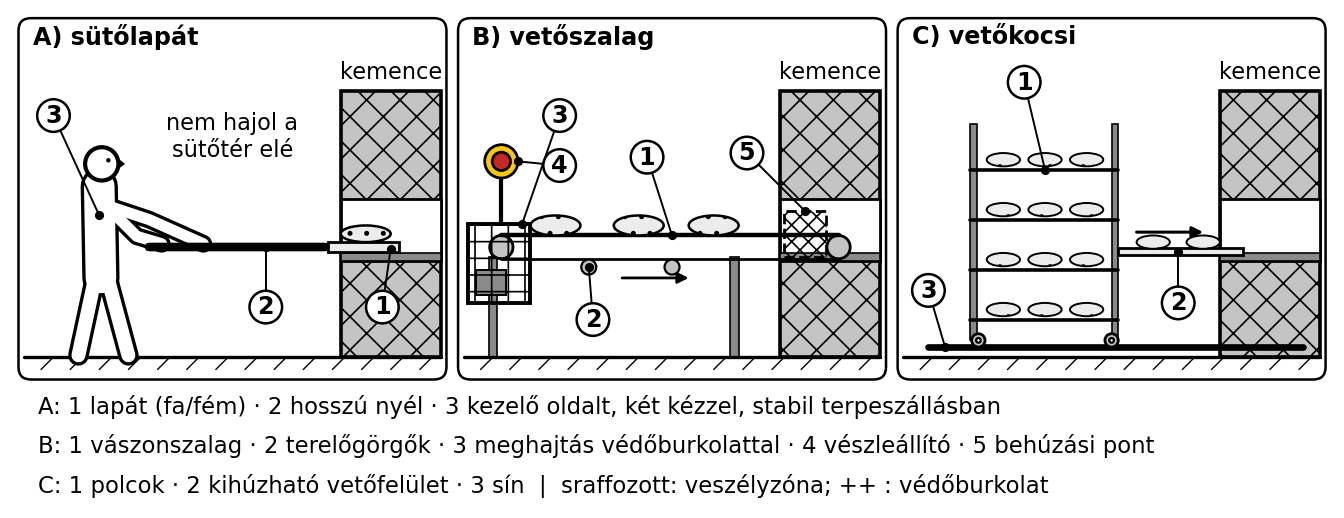 A) sütőlapát
kemence
3
nem hajol a
sütőtér elé
2
1
B) vetőszalag
kemence
3
4
1
5
2
C) vetőkocsi
kemence
1
3
2
A: 1 lapát (fa/fém) · 2 hosszú nyél · 3 kezelő oldalt, két kézzel, stabil terpeszállásban
B: 1 vászonszalag · 2 terelőgörgők · 3 meghajtás védőburkolattal · 4 vészleállító · 5 behúzási pont
C: 1 polcok · 2 kihúzható vetőfelület · 3 sín | sraffozott: veszélyzóna; ++ : védőburkolat